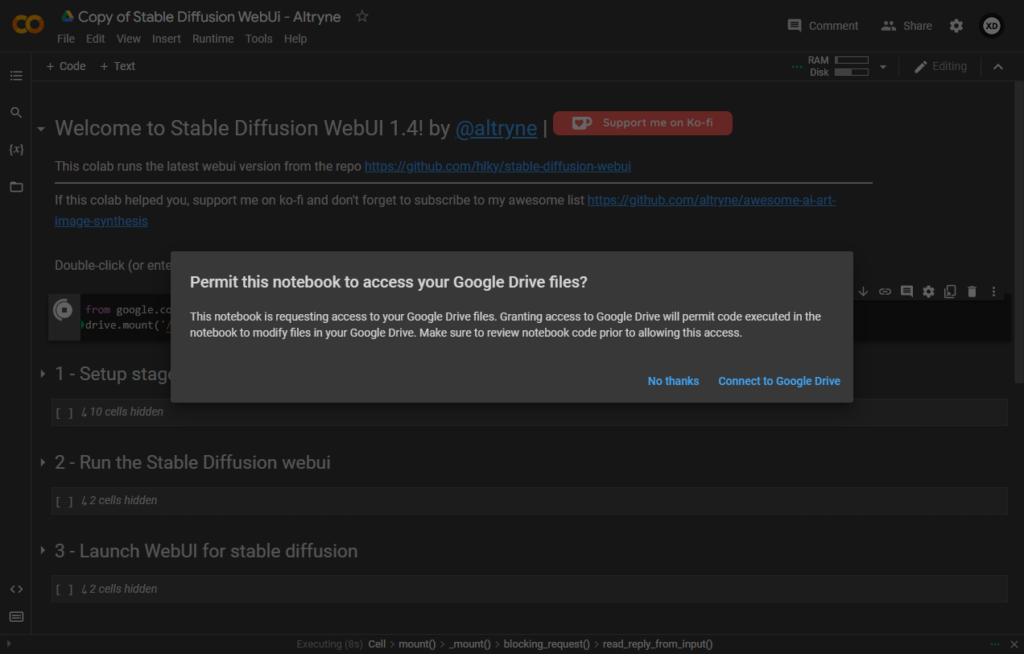 Copy of Stable Diffusion WebUi - Altryne
File Edit View Insert Runtime Tools Help
Comment Share XD
+ Code + Text
RAM
Disk
Editing
Welcome to Stable Diffusion WebUI 1.4! by @altryne | Support me on Ko-fi
This colab runs the latest webui version from the repo https://github.com/hlky/stable-diffusion-webui
If this colab helped you, support me on ko-fi and don't forget to subscribe to my awesome list https://github.com/altryne/awesome-ai-art-
image-synthesis
Double-click (or ente
Permit this notebook to access your Google Drive files?
This notebook is requesting access to your Google Drive files. Granting access to Google Drive will permit code executed in the
notebook to modify files in your Google Drive. Make sure to review notebook code prior to allowing this access.
No thanks Connect to Google Drive
from google.co
drive.mount('/
1 - Setup stag
[ ] ↳ 10 cells hidden
2 - Run the Stable Diffusion webui
[ ] ↳ 2 cells hidden
3 - Launch WebUI for stable diffusion
[ ] ↳ 2 cells hidden
Executing (8s) Cell > mount() > _mount() > blocking_request() > read_reply_from_input()